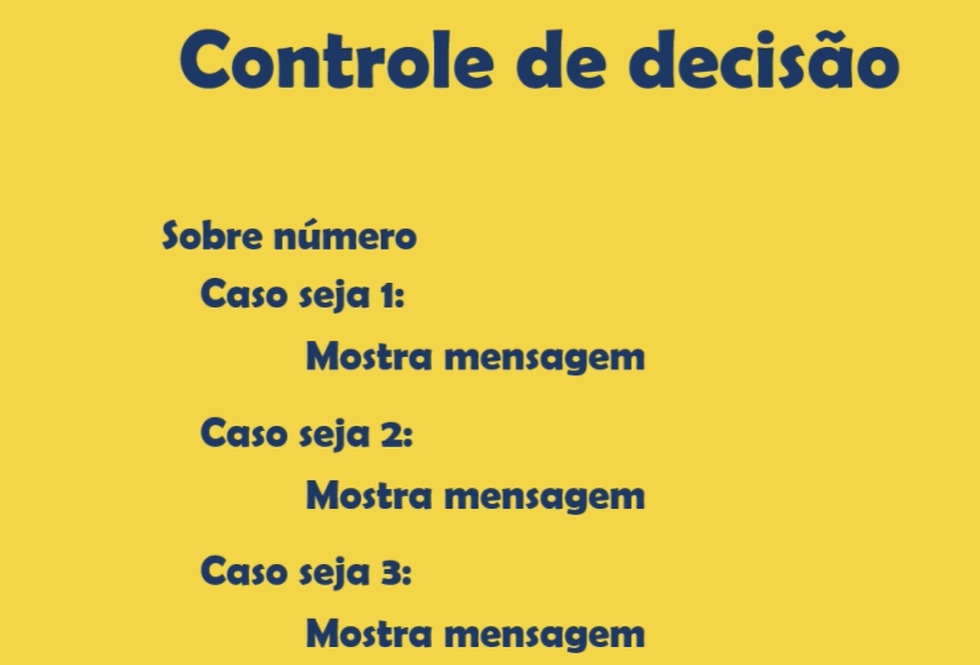 Controle de decisão
Sobre número
Caso seja 1:
Mostra mensagem
Caso seja 2:
Mostra mensagem
Caso seja 3:
Mostra mensagem